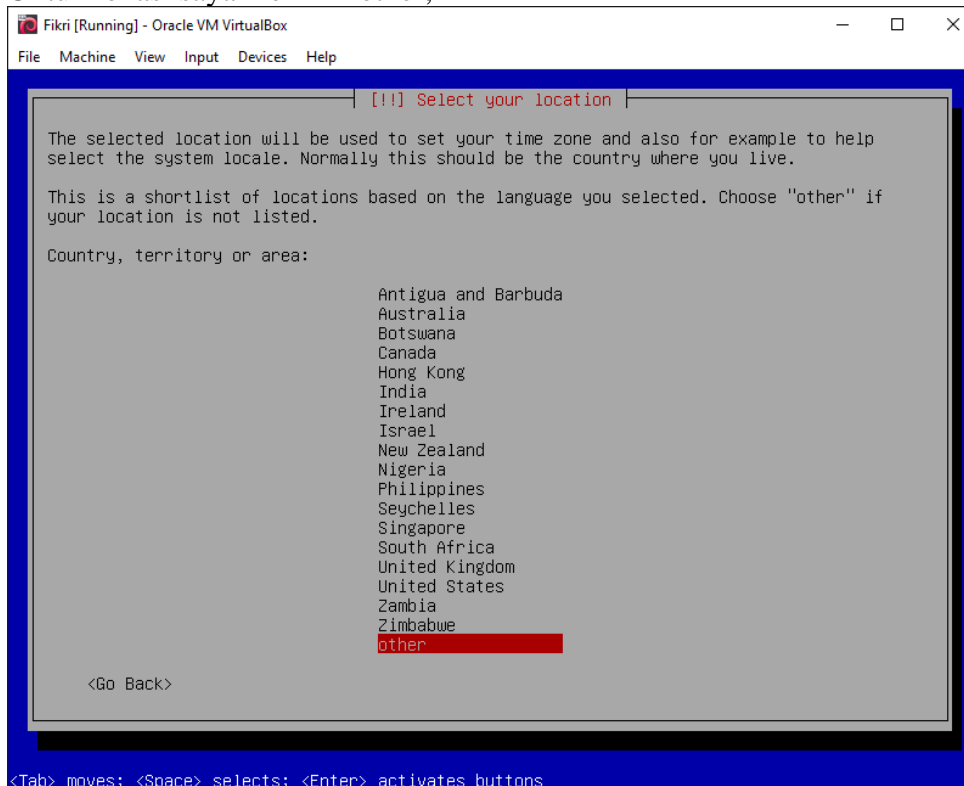 Fikri [Running] - Oracle VM VirtualBox
File Machine View Input Devices Help
[!!] Select your location
The selected location will be used to set your time zone and also for example to help
select the system locale. Normally this should be the country where you live.
This is a shortlist of locations based on the language you selected. Choose "other" if
your location is not listed.
Country, territory or area:
Antigua and Barbuda
Australia
Botswana
Canada
Hong Kong
India
Ireland
Israel
New Zealand
Nigeria
Philippines
Seychelles
Singapore
South Africa
United Kingdom
United States
Zambia
Zimbabwe
other
<Go Back>
<Tab> moves; <Space> selects; <Enter> activates buttons